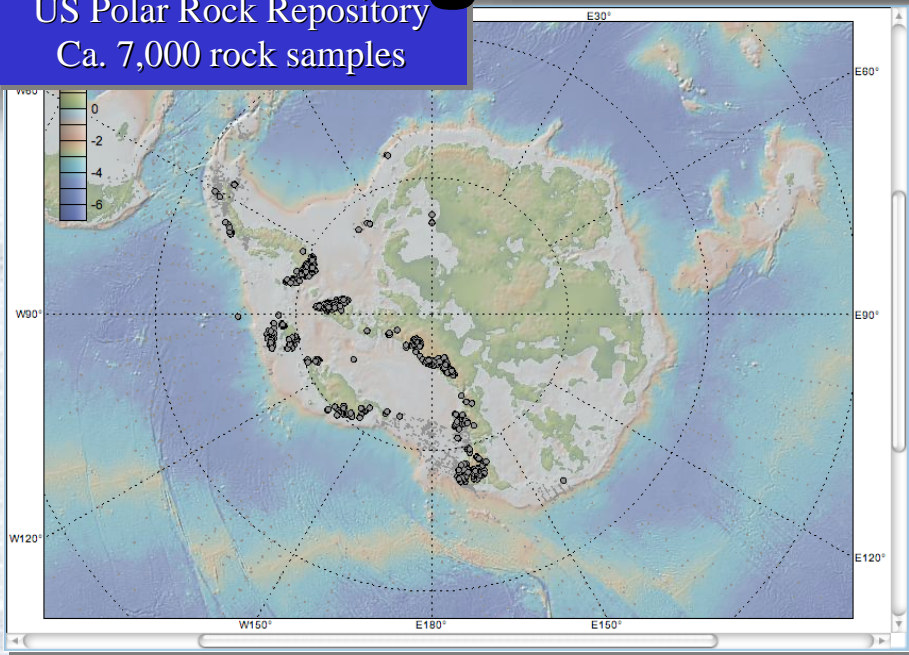 US Polar Rock Repository
Ca. 7,000 rock samples
E30°
E60°
W60°
0
-2
-4
-6
W90°
E90°
W120°
E120°
W150°
E180°
E150°